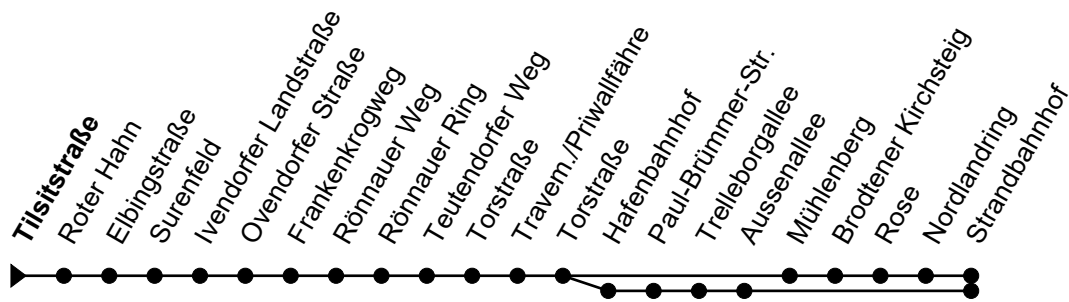 Tilsitstraße
Roter Hahn
Elbingstraße
Surenfeld
Ivendorfer Landstraße
Ovendorfer Straße
Frankenkrogweg
Rönnauer Weg
Rönnauer Ring
Teutendorfer Weg
Torstraße
Travem./Priwallfähre
Torstraße
Hafenbahnhof
Paul-Brümmer-Str.
Trelleborgallee
Aussenallee
Mühlenberg
Brodtener Kirchsteig
Rose
Nordlandring
Strandbahnhof